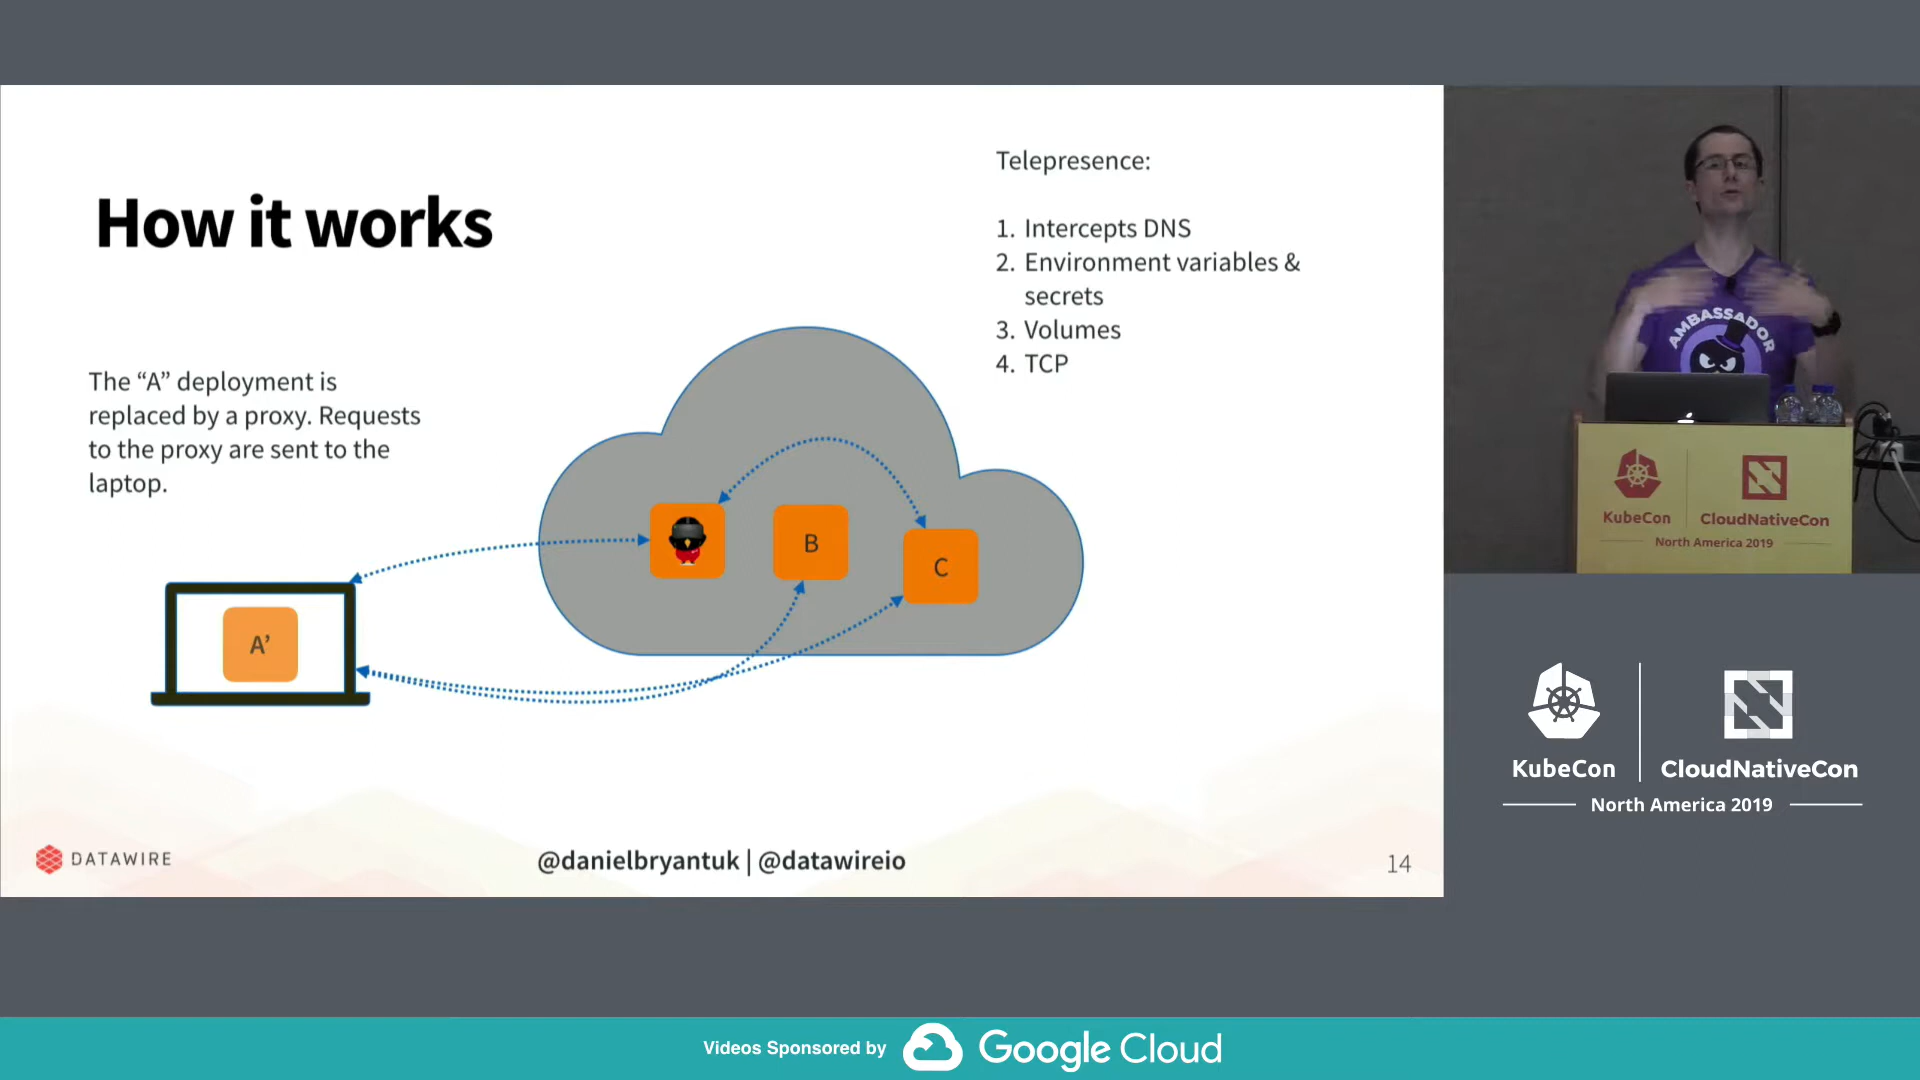 How it works
The “A” deployment is
replaced by a proxy. Requests
to the proxy are sent to the
laptop.
Telepresence:
1. Intercepts DNS
2. Environment variables &
secrets
3. Volumes
4. TCP
B
C
A’
DATAWIRE
@danielbryantuk | @datawireio
14
AMBASSADOR
KubeCon
CloudNativeCon
North America 2019
KubeCon
CloudNativeCon
North America 2019
Videos Sponsored by
Google Cloud